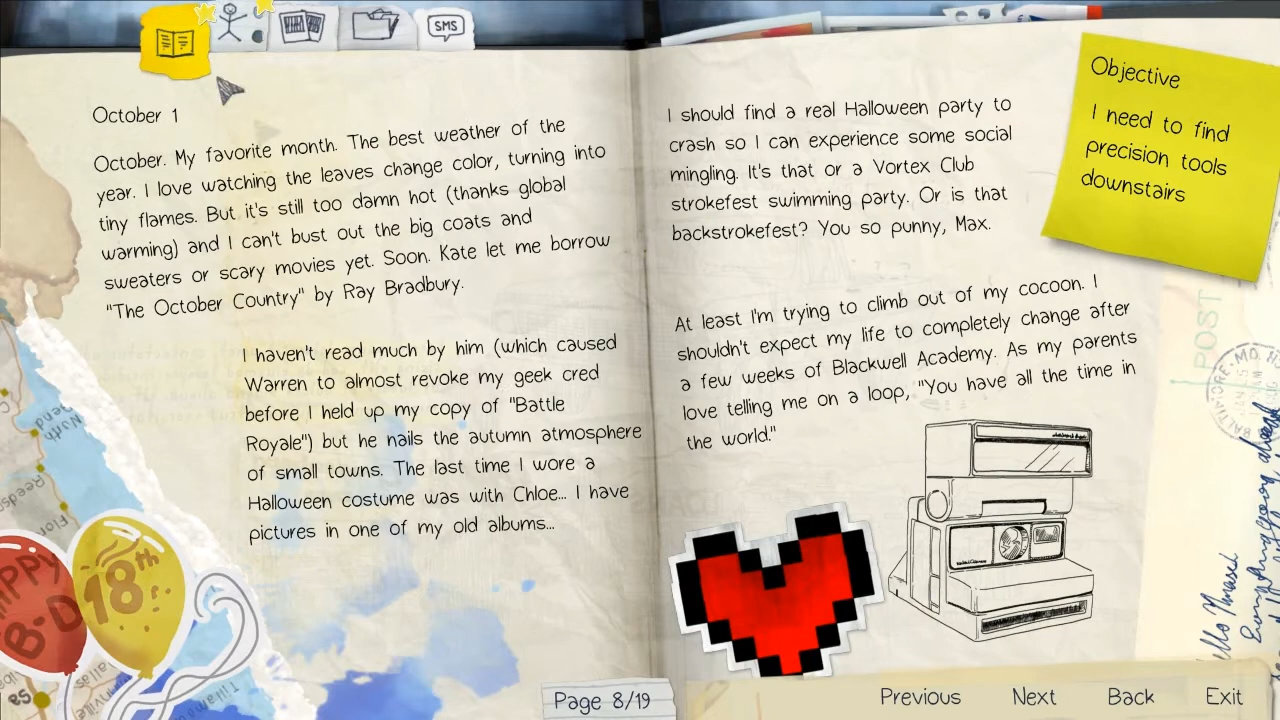 SMS
October 1
October. My favorite month. The best weather of the
year. I love watching the leaves change color, turning into
tiny flames. But it's still too damn hot (thanks global
warming) and I can't bust out the big coats and
sweaters or scary movies yet. Soon. Kate let me borrow
"The October Country" by Ray Bradbury.
I haven't read much by him (which caused
Warren to almost revoke my geek cred
before I held up my copy of "Battle
Royale") but he nails the autumn atmosphere
of small towns. The last time I wore a
Halloween costume was with Chloe... I have
pictures in one of my old albums...
I should find a real Halloween party to
crash so I can experience some social
mingling. It's that or a Vortex Club
strokefest swimming party. Or is that
backstrokefest? You so punny, Max.
At least I'm trying to climb out of my cocoon. I
shouldn't expect my life to completely change after
a few weeks of Blackwell Academy. As my parents
love telling me on a loop, "You have all the time in
the world."
Objective
I need to find
precision tools
downstairs
POST
18th
B-D
Page 8/19
Previous Next Back Exit